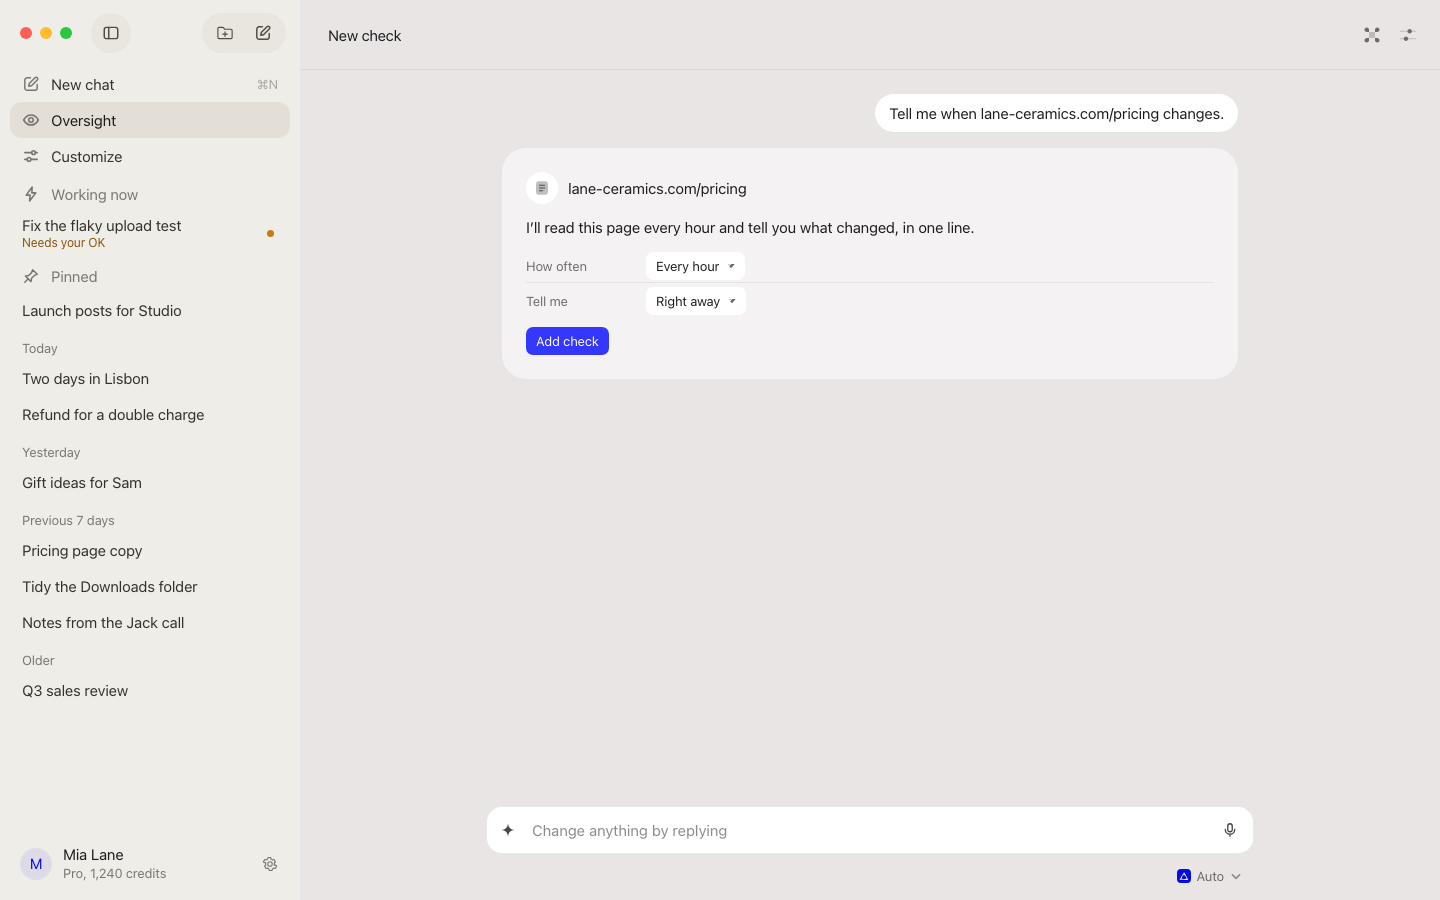 New chat
⌘N
Oversight
Customize
Working now
Fix the flaky upload test
Needs your OK
Pinned
Launch posts for Studio
Today
Two days in Lisbon
Refund for a double charge
Yesterday
Gift ideas for Sam
Previous 7 days
Pricing page copy
Tidy the Downloads folder
Notes from the Jack call
Older
Q3 sales review
M
Mia Lane
Pro, 1,240 credits
New check
Tell me when lane-ceramics.com/pricing changes.
lane-ceramics.com/pricing
I’ll read this page every hour and tell you what changed, in one line.
How often
Every hour
Tell me
Right away
Add check
Change anything by replying
Auto